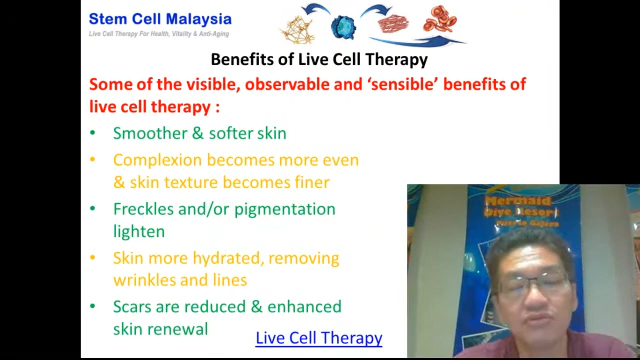 Stem Cell Malaysia
Live Cell Therapy For Health, Vitality & Anti-Aging
Benefits of Live Cell Therapy
Some of the visible, observable and ‘sensible’ benefits of
live cell therapy :
• Smoother & softer skin
• Complexion becomes more even
& skin texture becomes finer
• Freckles and/or pigmentation
lighten
• Skin more hydrated, removing
wrinkles and lines
• Scars are reduced & enhanced
skin renewal
Live Cell Therapy
Mermaid
Dive Resort